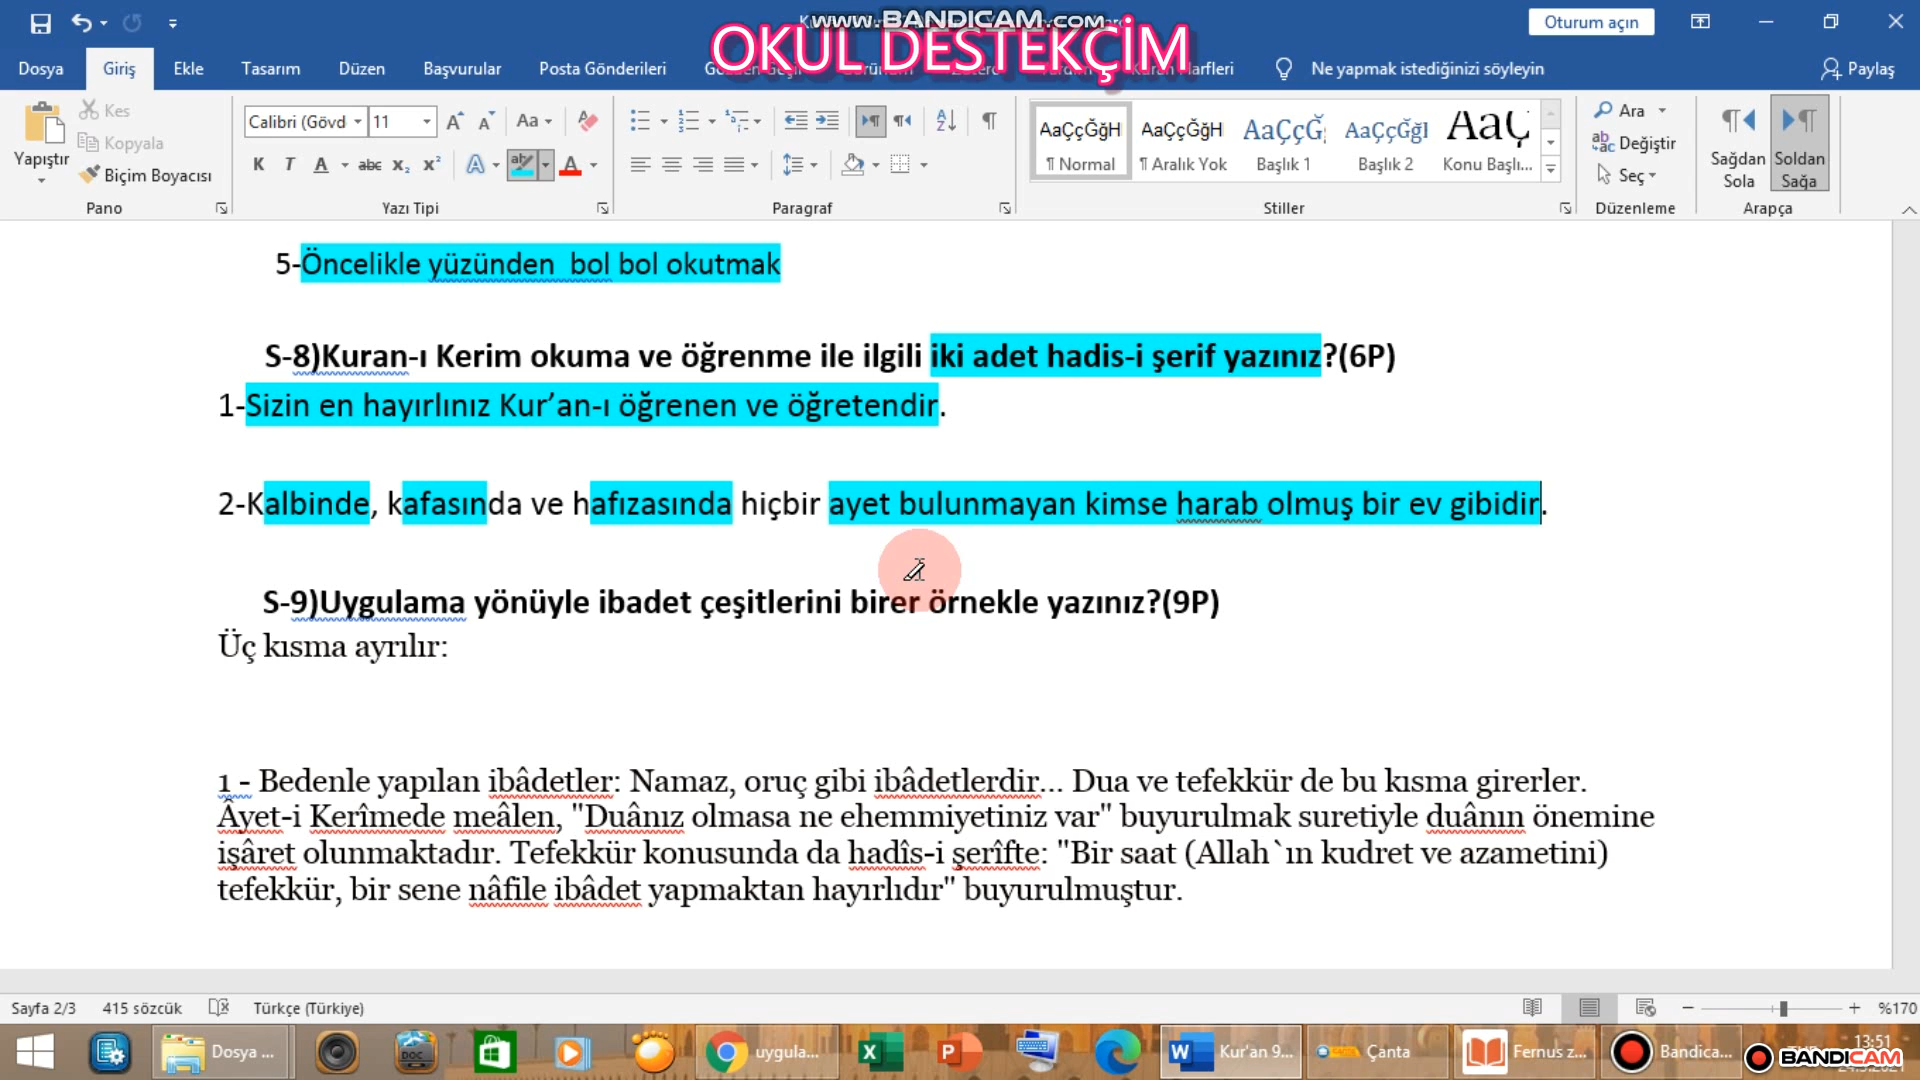 www.BANDICAM.com
OKUL DESTEKÇİM
Oturum açın
Dosya Giriş Ekle Tasarım Düzen Başvurular Posta Gönderileri Ne yapmak istediğinizi söyleyin Paylaş
Yapıştır
Kes
Kopyala
Biçim Boyacısı
Pano
Calibri (Gövd 11
Yazı Tipi
Paragraf
AaÇçĞğH AaÇçĞğH AaÇçĞ AaÇçĞğI AaÇ
¶ Normal ¶ Aralık Yok Başlık 1 Başlık 2 Konu Başlı...
Stiller
Ara
Değiştir
Seç
Düzenleme
Sağdan Sola
Soldan Sağa
Arapça
5-Öncelikle yüzünden bol bol okutmak
S-8)Kuran-ı Kerim okuma ve öğrenme ile ilgili iki adet hadis-i şerif yazınız?(6P)
1-Sizin en hayırlınız Kur’an-ı öğrenen ve öğretendir.
2-Kalbinde, kafasında ve hafızasında hiçbir ayet bulunmayan kimse harab olmuş bir ev gibidir.
S-9)Uygulama yönüyle ibadet çeşitlerini birer örnekle yazınız?(9P)
Üç kısma ayrılır:
1 - Bedenle yapılan ibâdetler: Namaz, oruç gibi ibâdetlerdir... Dua ve tefekkür de bu kısma girerler.
Âyet-i Kerîmede meâlen, "Duânız olmasa ne ehemmiyetiniz var" buyurulmak suretiyle duânın önemine
işâret olunmaktadır. Tefekkür konusunda da hadîs-i şerîfte: "Bir saat (Allah`ın kudret ve azametini)
tefekkür, bir sene nâfile ibâdet yapmaktan hayırlıdır" buyurulmuştur.
Sayfa 2/3 415 sözcük Türkçe (Türkiye) %170
Dosya ... uygula... Kur'an 9... Çanta Fernus z... Bandica... 13:51
BANDICAM